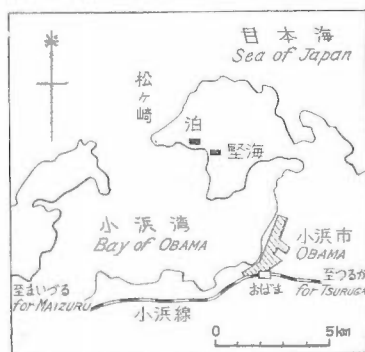 日本海
Sea of Japan
松ヶ崎
泊
堅海
小浜湾
Bay of OBAMA
小浜市
OBAMA
至まいづる
for MAIZURU
おばま
至つるが
for TSURUGA
小浜線
0 5km